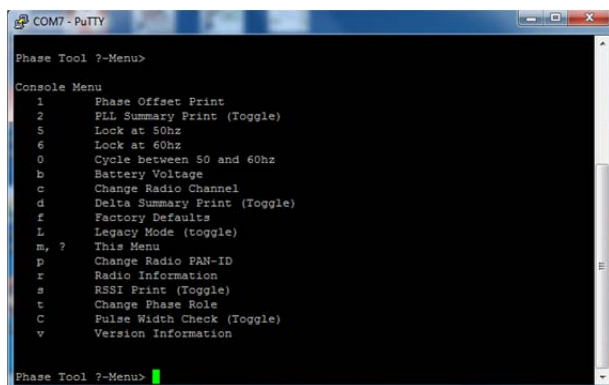 COM7 - PuTTY
Phase Tool ?-Menu>
Console Menu
1 Phase Offset Print
2 PLL Summary Print (Toggle)
5 Lock at 50hz
6 Lock at 60hz
0 Cycle between 50 and 60hz
b Battery Voltage
c Change Radio Channel
d Delta Summary Print (Toggle)
f Factory Defaults
L Legacy Mode (toggle)
m, ? This Menu
p Change Radio PAN-ID
r Radio Information
s RSSI Print (Toggle)
t Change Phase Role
C Pulse Width Check (Toggle)
v Version Information
Phase Tool ?-Menu>